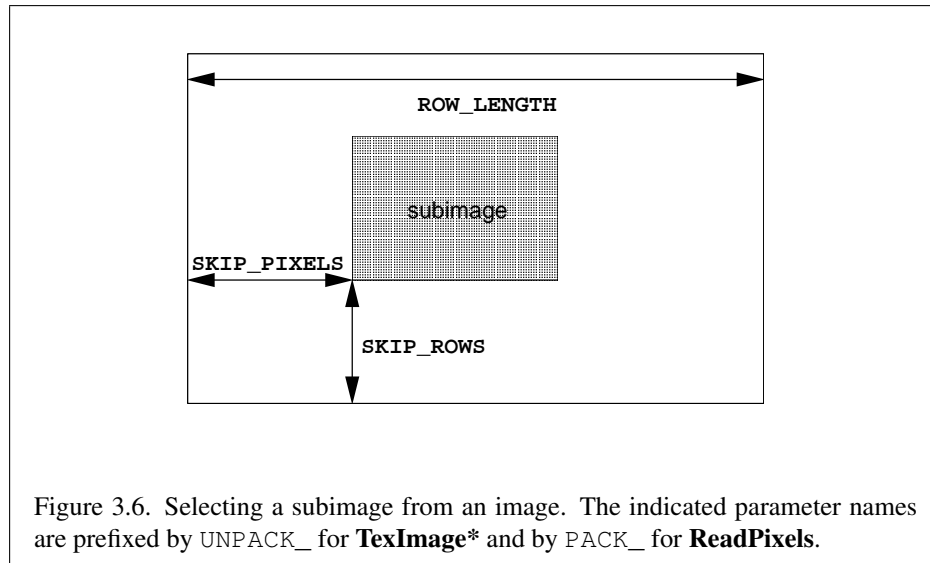 ROW_LENGTH
subimage
SKIP_PIXELS
SKIP_ROWS
Figure 3.6. Selecting a subimage from an image. The indicated parameter names
are prefixed by UNPACK_ for TexImage* and by PACK_ for ReadPixels.